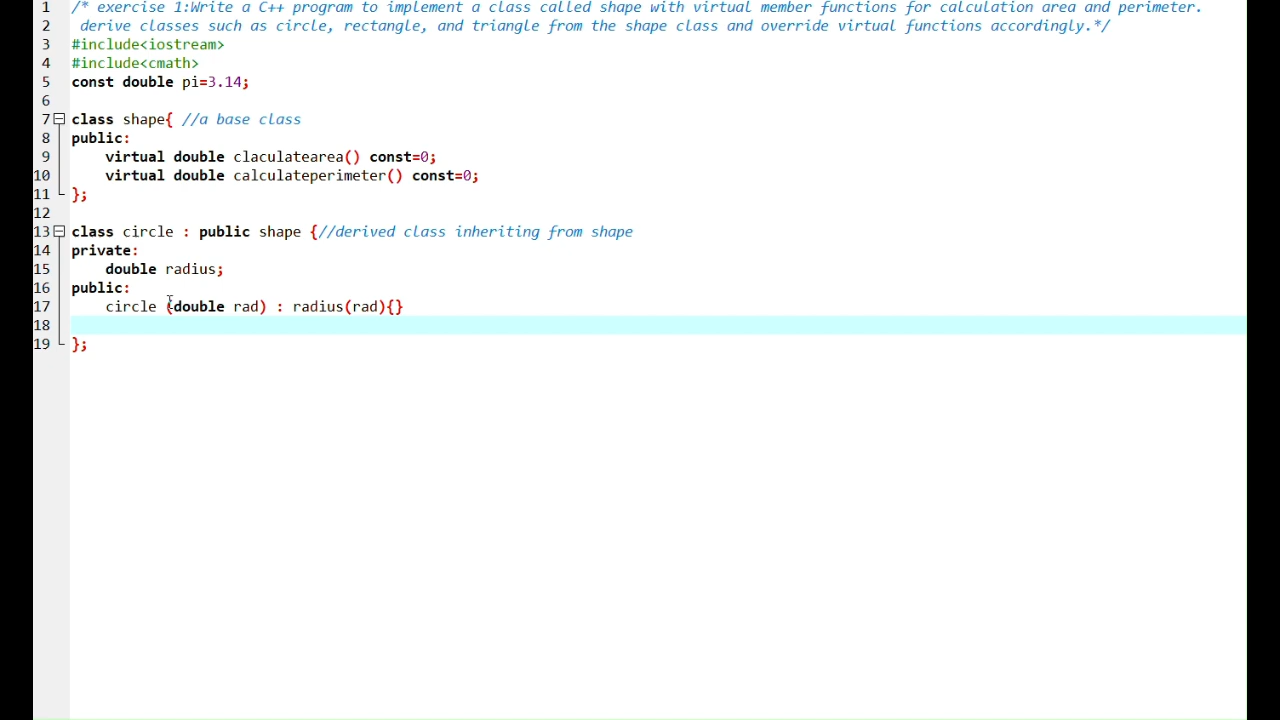 1 /* exercise 1:Write a C++ program to implement a class called shape with virtual member functions for calculation area and perimeter.
2 derive classes such as circle, rectangle, and triangle from the shape class and override virtual functions accordingly.*/
3 #include<iostream>
4 #include<cmath>
5 const double pi=3.14;
6
7 class shape{ //a base class
8 public:
9 virtual double claculatearea() const=0;
10 virtual double calculateperimeter() const=0;
11 };
12
13 class circle : public shape {//derived class inheriting from shape
14 private:
15 double radius;
16 public:
17 circle (double rad) : radius(rad){}
18
19 };